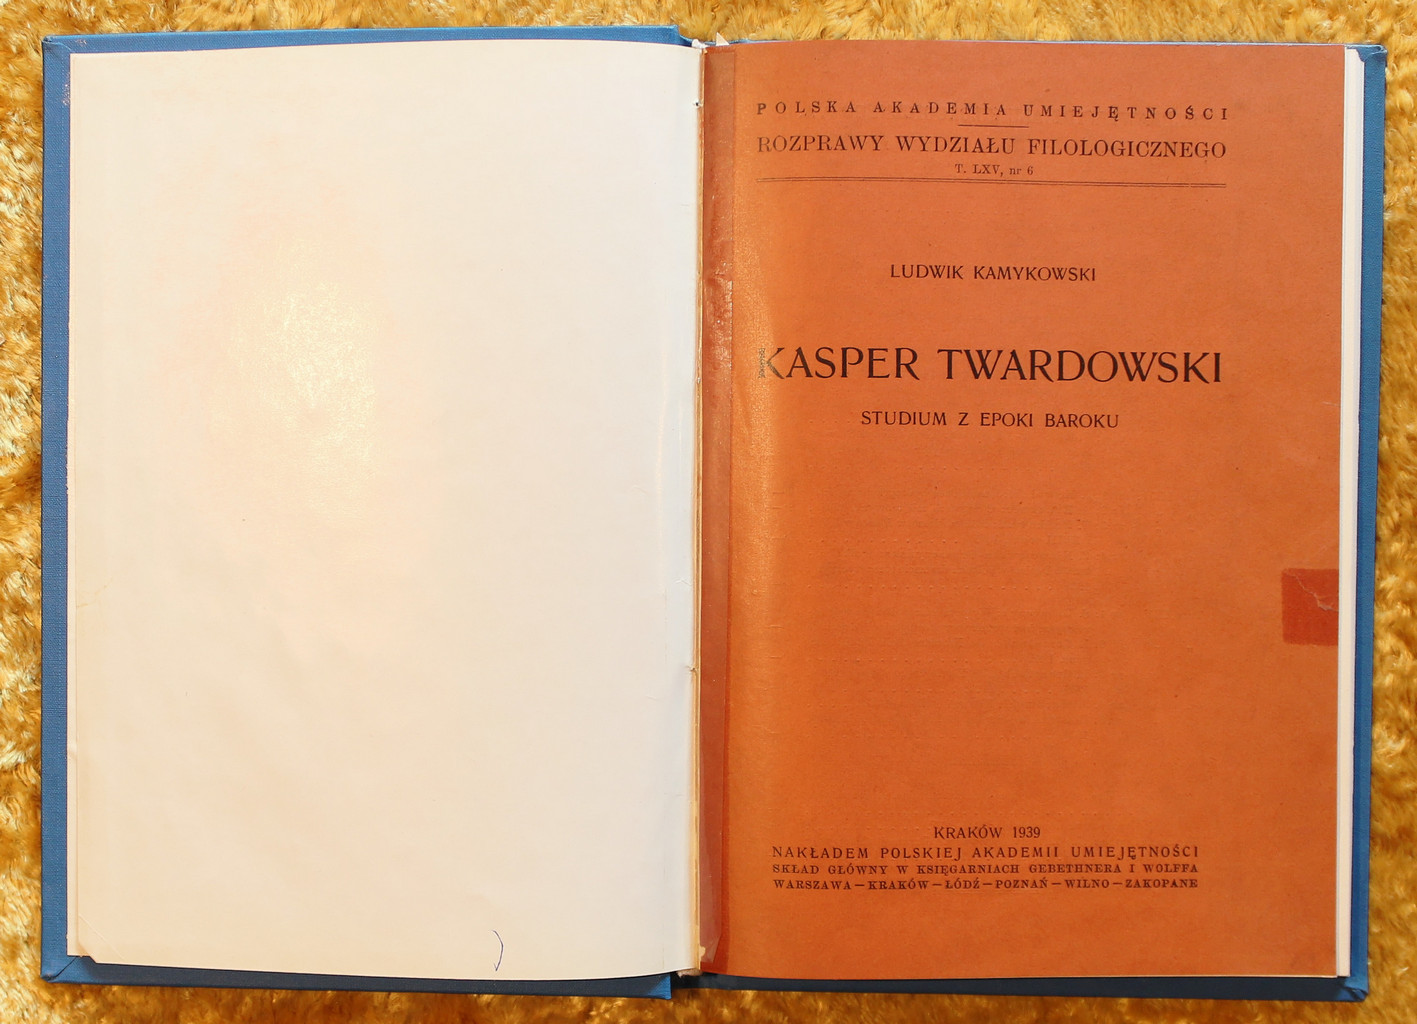 POLSKA AKADEMIA UMIEJĘTNOŚCI
ROZPRAWY WYDZIAŁU FILOLOGICZNEGO
T. LXV, nr 6
LUDWIK KAMYKOWSKI
KASPER TWARDOWSKI
STUDIUM Z EPOKI BAROKU
KRAKÓW 1939
NAKŁADEM POLSKIEJ AKADEMII UMIEJĘTNOŚCI
SKŁAD GŁÓWNY W KSIĘGARNIACH GEBETHNERA I WOLFFA
WARSZAWA — KRAKÓW — ŁÓDŹ — POZNAŃ — WILNO — ZAKOPANE